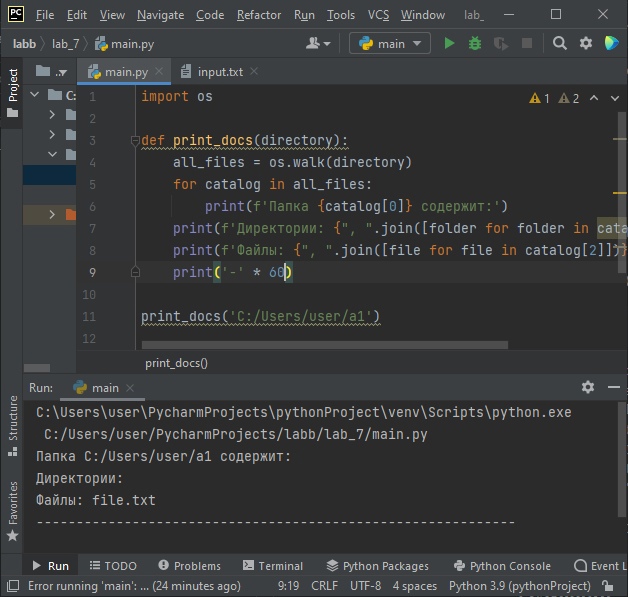 PC File Edit View Navigate Code Refactor Run Tools VCS Window lab_
labb lab_7 main.py main
Project .. main.py input.txt
C:
1 import os
1 2
2
3 def print_docs(directory):
4 all_files = os.walk(directory)
5 for catalog in all_files:
6 print(f'Папка {catalog[0]} содержит:')
7 print(f'Директории: {", ".join([folder for folder in cata
8 print(f'Файлы: {", ".join([file for file in catalog[2]])}
9 print('-' * 60)
10
11 print_docs('C:/Users/user/a1')
12
print_docs()
Run: main
C:\Users\user\PycharmProjects\pythonProject\venv\Scripts\python.exe
C:/Users/user/PycharmProjects/labb/lab_7/main.py
Папка C:/Users/user/a1 содержит:
Директории:
Файлы: file.txt
------------------------------------------------------------
Structure
Favorites
Run TODO Problems Terminal Python Packages Python Console Event L
Error running 'main': ... (24 minutes ago) 9:19 CRLF UTF-8 4 spaces Python 3.9 (pythonProject)